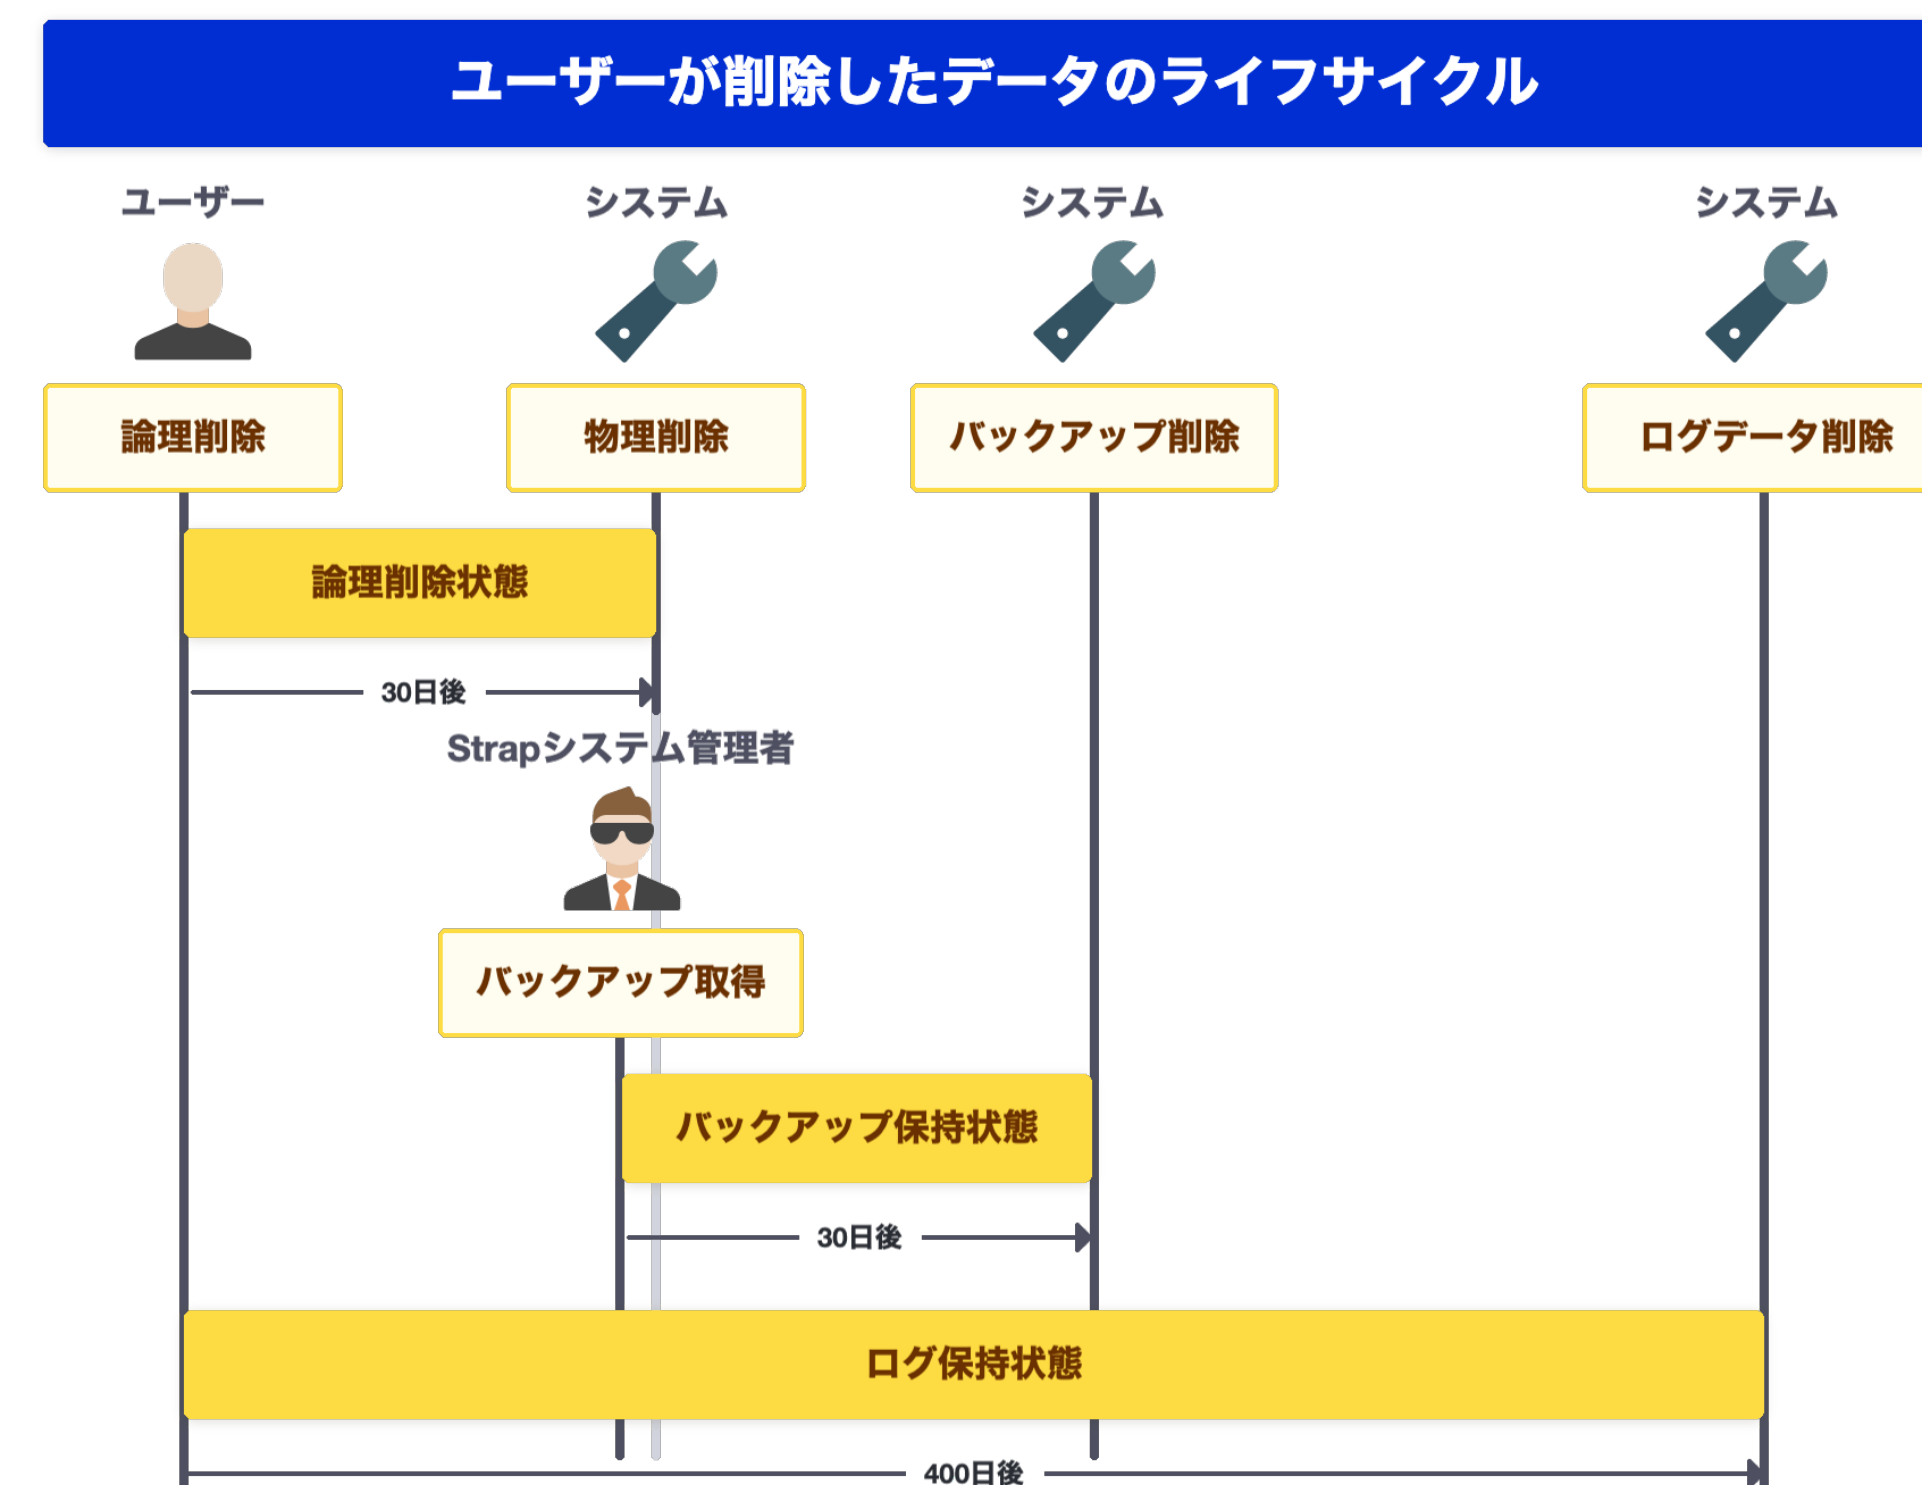 ユーザーが削除したデータのライフサイクル
ユーザー
システム
システム
システム
論理削除
物理削除
バックアップ削除
ログデータ削除
論理削除状態
30日後
Strapシステム管理者
バックアップ取得
バックアップ保持状態
30日後
ログ保持状態
400日後